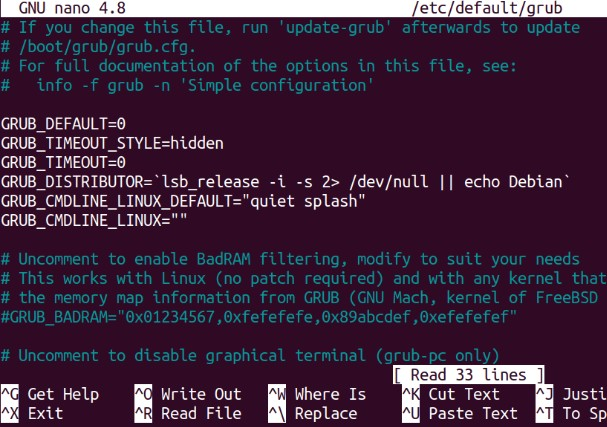 GNU nano 4.8 /etc/default/grub
# If you change this file, run 'update-grub' afterwards to update
# /boot/grub/grub.cfg.
# For full documentation of the options in this file, see:
#   info -f grub -n 'Simple configuration'

GRUB_DEFAULT=0
GRUB_TIMEOUT_STYLE=hidden
GRUB_TIMEOUT=0
GRUB_DISTRIBUTOR=`lsb_release -i -s 2> /dev/null || echo Debian`
GRUB_CMDLINE_LINUX_DEFAULT="quiet splash"
GRUB_CMDLINE_LINUX=""

# Uncomment to enable BadRAM filtering, modify to suit your needs
# This works with Linux (no patch required) and with any kernel that
# the memory map information from GRUB (GNU Mach, kernel of FreeBSD
#GRUB_BADRAM="0x01234567,0xfefefefe,0x89abcdef,0xefefefef"

# Uncomment to disable graphical terminal (grub-pc only)
[ Read 33 lines ]
^G Get Help ^O Write Out ^W Where Is ^K Cut Text ^J Justi
^X Exit ^R Read File ^\ Replace ^U Paste Text ^T To Sp